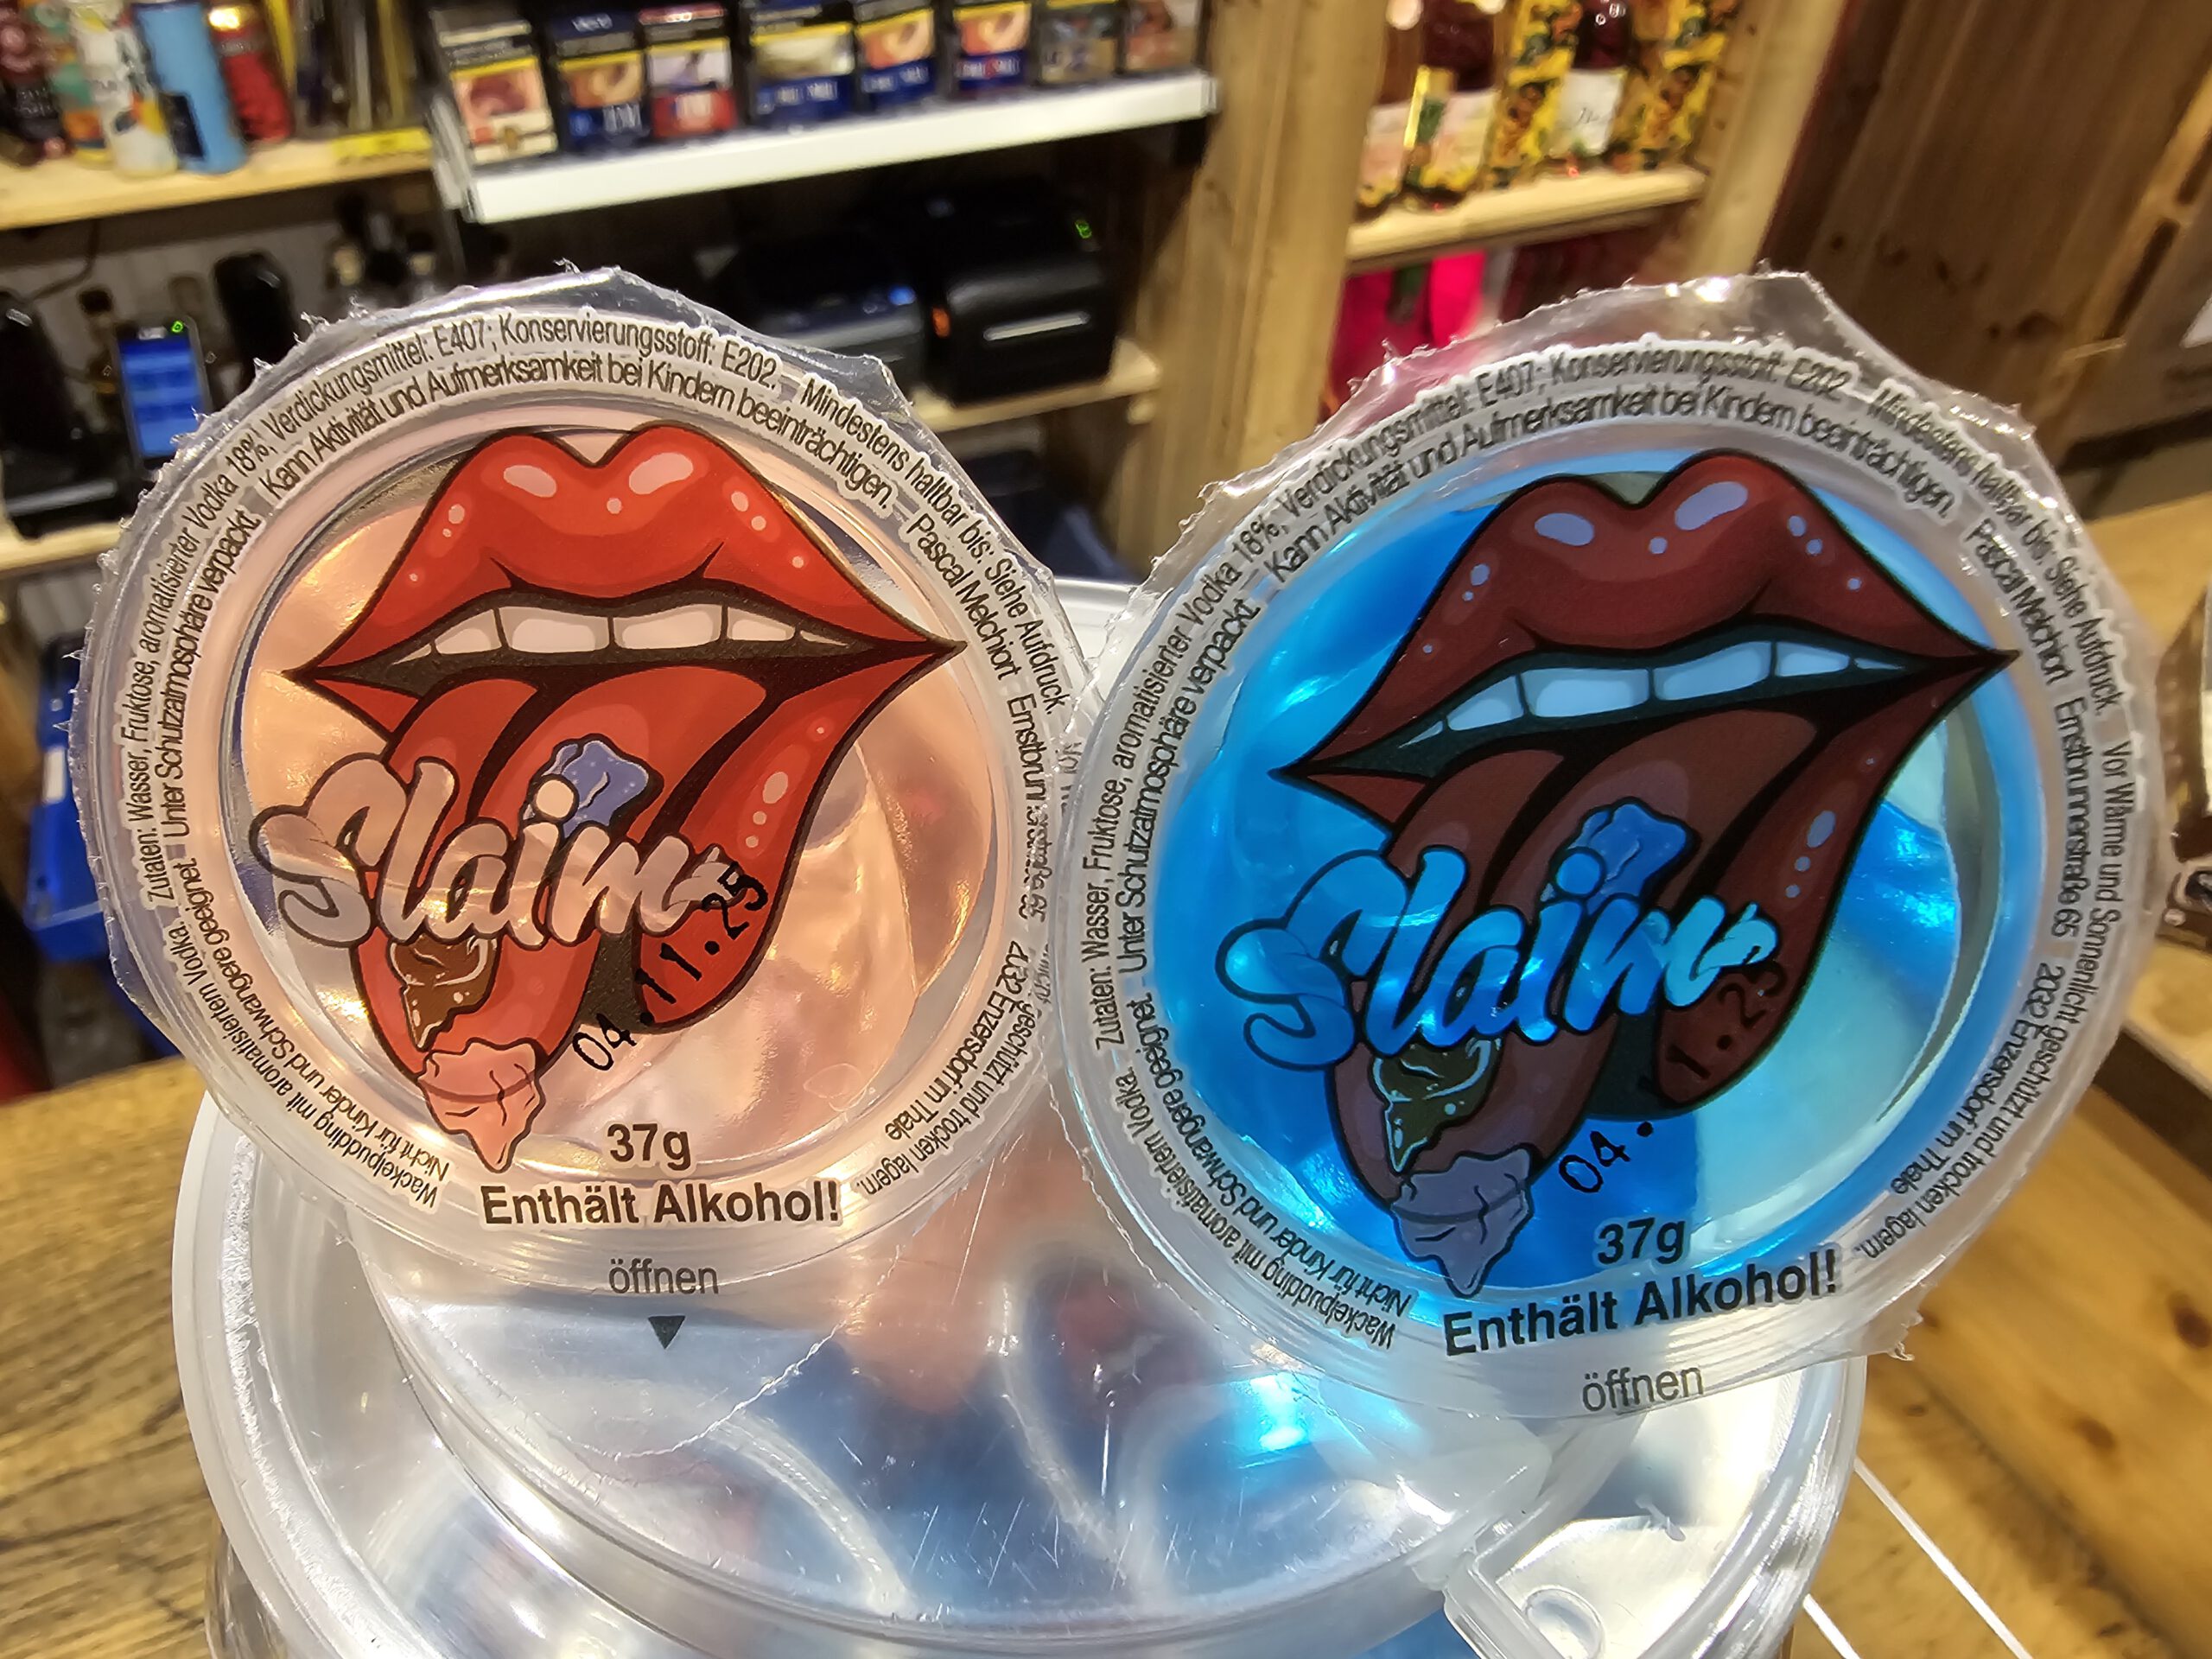 Wackelpudding mit aromatisierten Vodka. Zutaten: Wasser, Fruktose, aromatisierter Vodka 18%, Verdickungsmittel: E407; Konservierungsstoff: E202. Mindestens haltbar bis: Siehe Aufdruck.
geschützt und trocken lagern.
Nicht für Kinder und Schwangere geeignet. Unter Schutzatmosphäre verpackt. Kann Aktivität und Aufmerksamkeit bei Kindern beeinträchtigen. Pascal Melchiort
2032 Enzersdorf im Thale
Slaim
04.11.25
37g
Enthält Alkohol!
öffnen
Wackelpudding mit aromatisierten Vodka. Zutaten: Wasser, Fruktose, aromatisierter Vodka 18%, Verdickungsmittel: E407; Konservierungsstoff: E202. Mindestens haltbar bis: Siehe Aufdruck. Vor Wärme und Sonnenlicht geschützt und trocken lagern.
Nicht für Kinder und Schwangere geeignet. Unter Schutzatmosphäre verpackt. Kann Aktivität und Aufmerksamkeit bei Kindern beeinträchtigen. Pascal Melchiort Ernstbrunnerstraße 65 2032 Enzersdorf im Thale
Slaim
37g
Enthält Alkohol!
öffnen